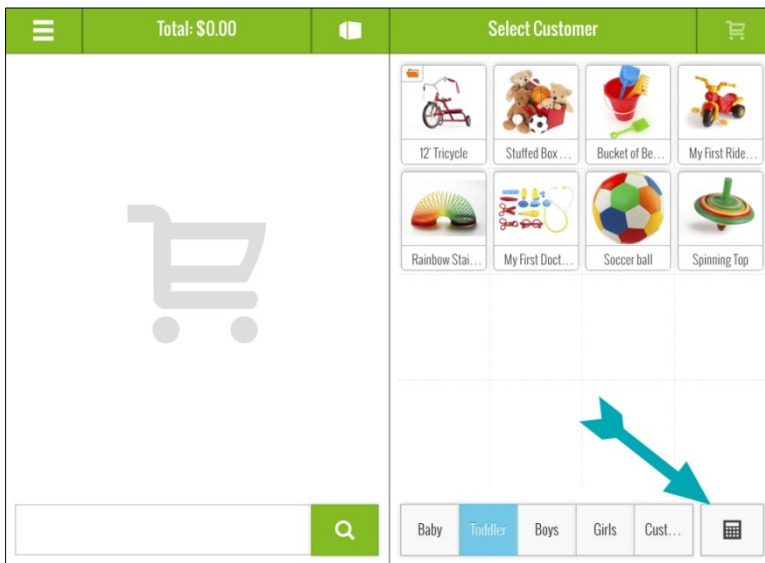 Total: $0.00
Select Customer
12' Tricycle
Stuffed Box ...
Bucket of Be...
My First Ride...
Rainbow Stai...
My First Doct...
Soccer ball
Spinning Top
Baby
Toddler
Boys
Girls
Cust...